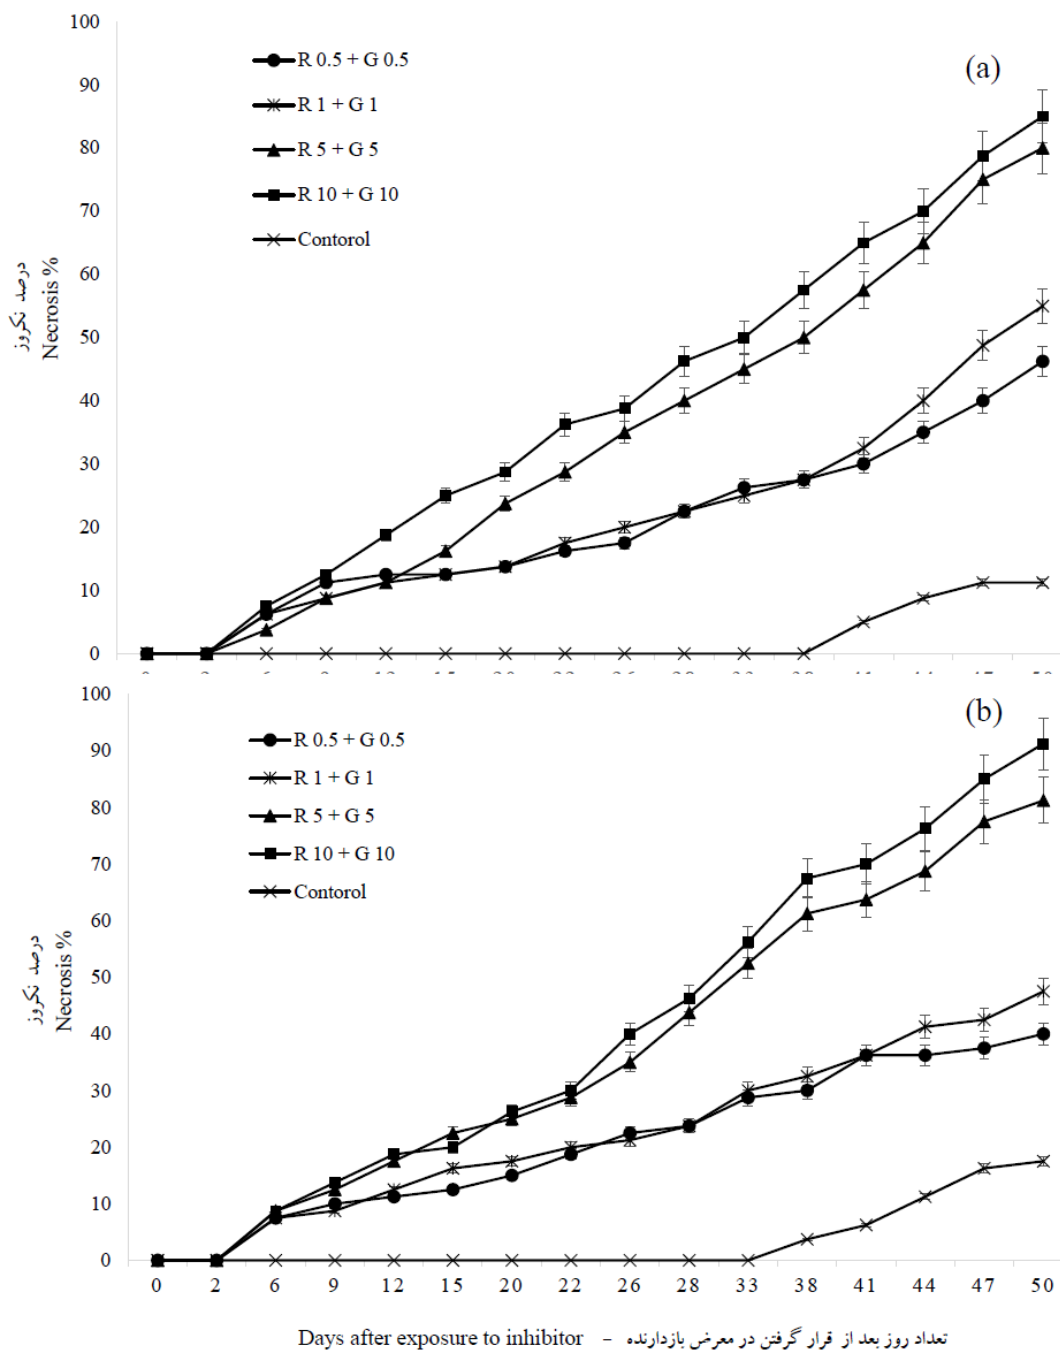 100
90
80
70
60
50
40
30
20
10
0
درصد نکروز
Necrosis %
R 0.5 + G 0.5
R 1 + G 1
R 5 + G 5
R 10 + G 10
Contorol
(a)
100
90
80
70
60
50
40
30
20
10
0
درصد نکروز
Necrosis %
R 0.5 + G 0.5
R 1 + G 1
R 5 + G 5
R 10 + G 10
Contorol
(b)
0 2 6 9 12 15 20 22 26 28 33 38 41 44 47 50
Days after exposure to inhibitor - تعداد روز بعد از قرار گرفتن در معرض بازدارنده